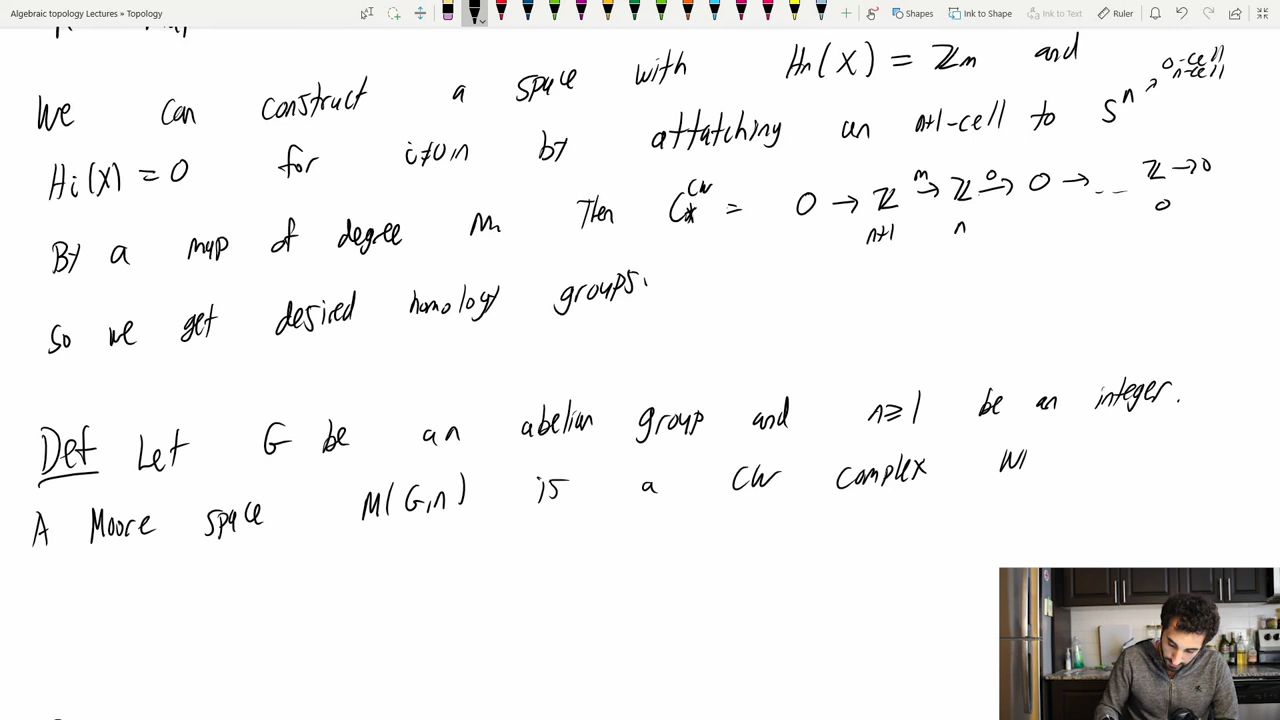 Algebraic topology Lectures » Topology
Shapes
Ink to Shape
Ink to Text
Ruler
We can construct a space with Hn(X) = ℤm and
Hi(X) = 0 for i≠0,n by attatching an n+1-cell to Sⁿ ↗ 0-cell n-cell
By a map of degree m Then C*^CW = 0 → ℤ →^m ℤ →^0 0 → ... ℤ → 0
n+1 n 0
So we get desired homology groups.
Def Let G be an abelian group and n≥1 be an integer.
A Moore space M(G,n) is a CW complex W